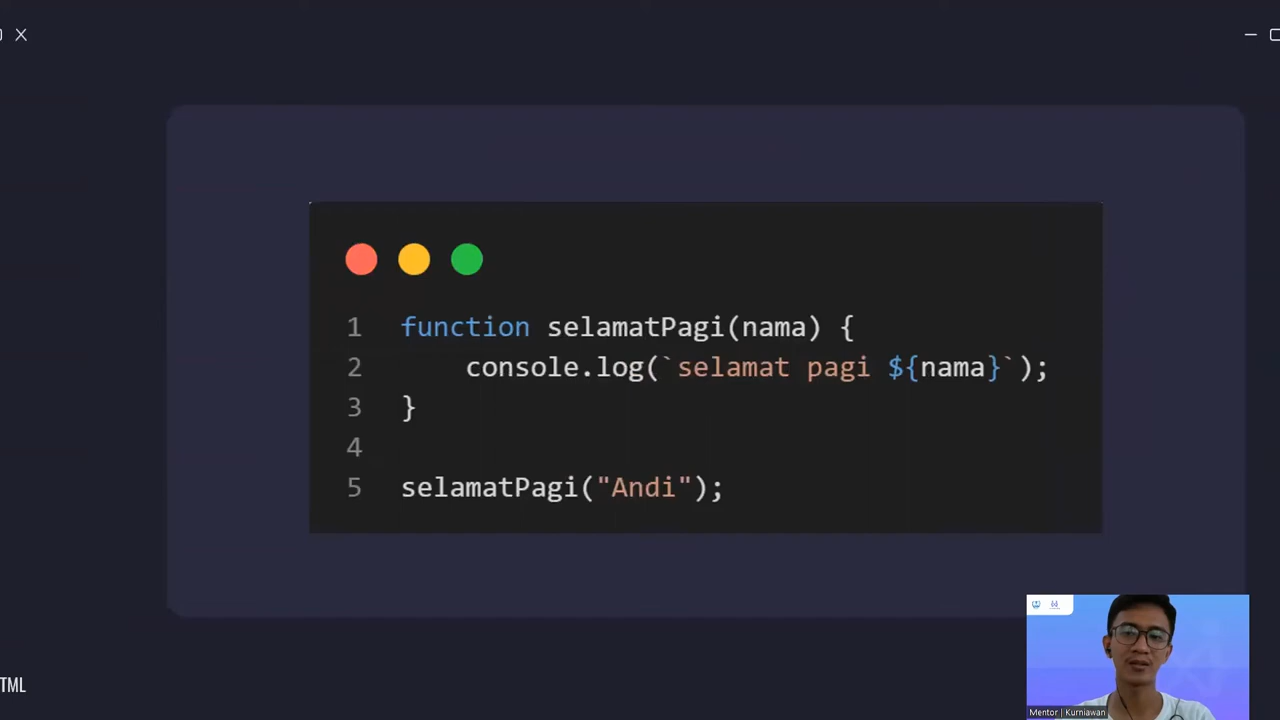 1 function selamatPagi(nama) {
2 console.log(`selamat pagi ${nama}`);
3 }
4
5 selamatPagi("Andi");
TML
Mentor | Kurniawan